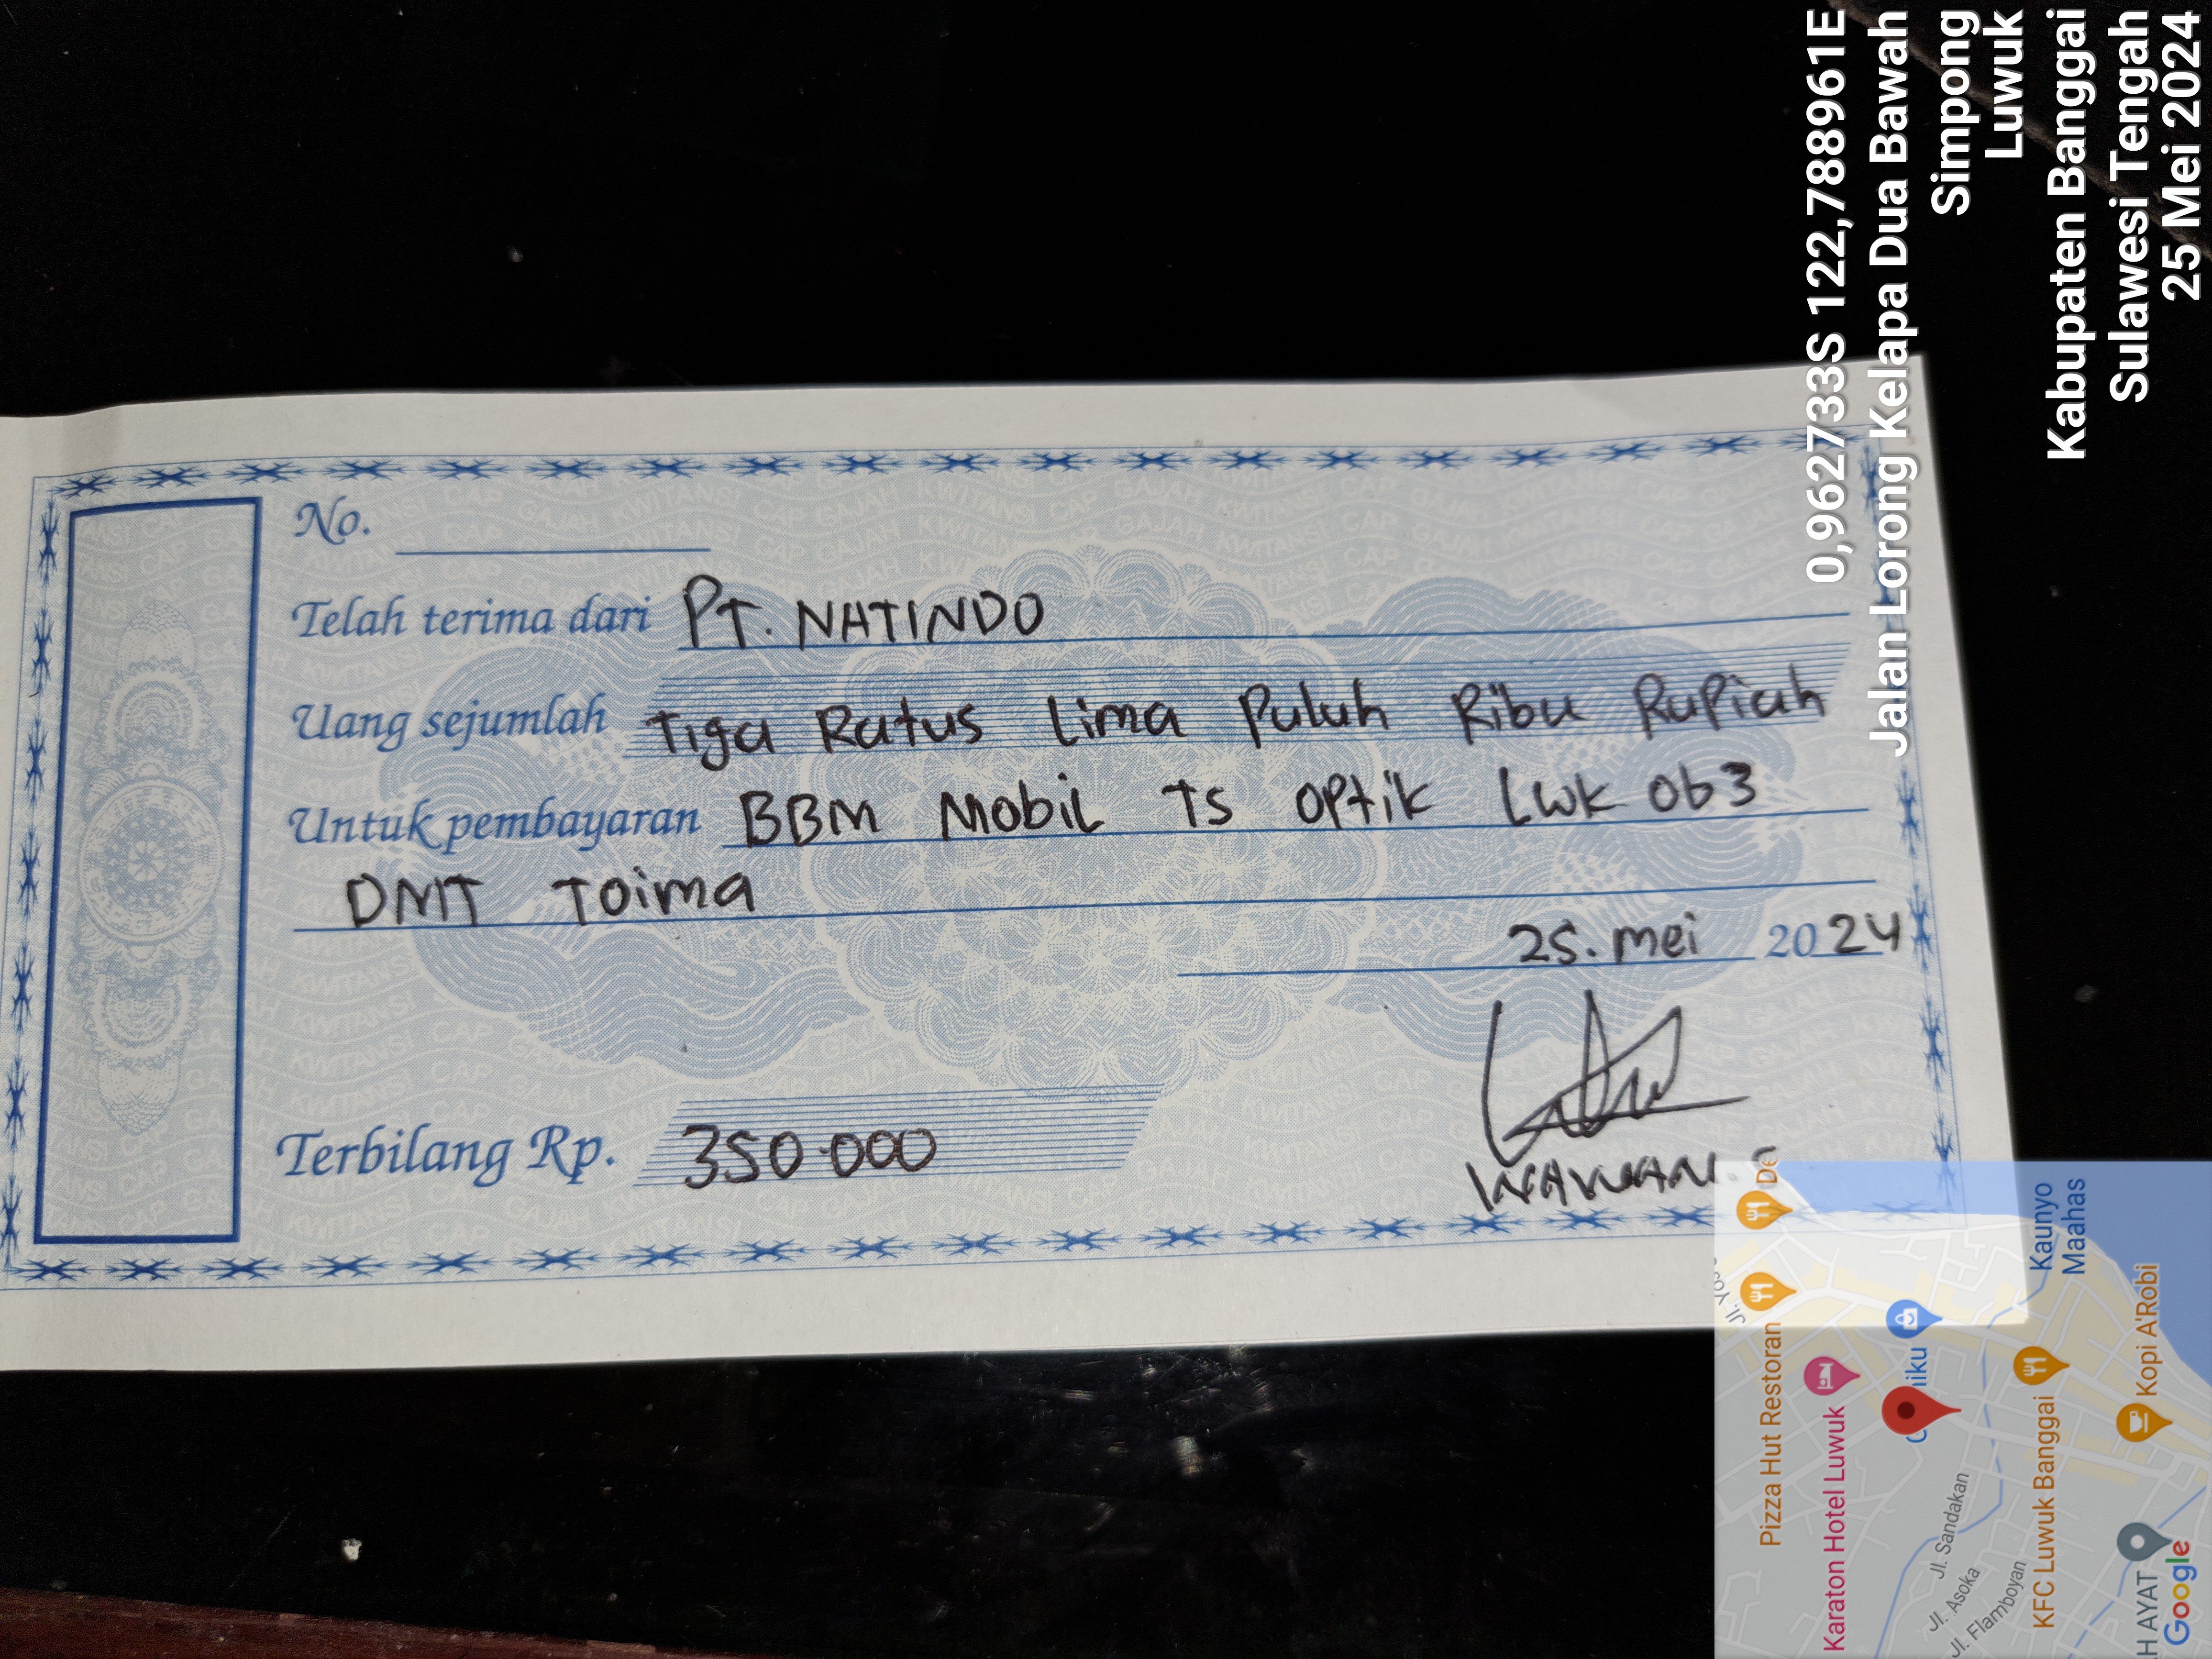 No.
Telah terima dari PT. NATINDO
Uang sejumlah Tiga Ratus Lima Puluh Ribu Rupiah
Untuk pembayaran BBM Mobil TS OPtik Lwk 063
DMT Toima
25. mei 2024
Terbilang Rp. 350.000
WAWAN.
0,962733S 122,788961E
Jalan Lorong Kelapa Dua Bawah
Simpong
Luwuk
Kabupaten Banggai
Sulawesi Tengah
25 Mei 2024
Pizza Hut Restoran
Karaton Hotel Luwuk
Jl. Sandakan
Jl. Asoka
Jl. Flamboyan
KFC Luwuk Banggai
Kaunyo
Maahas
Kopi A'Robi
H AYAT
Google